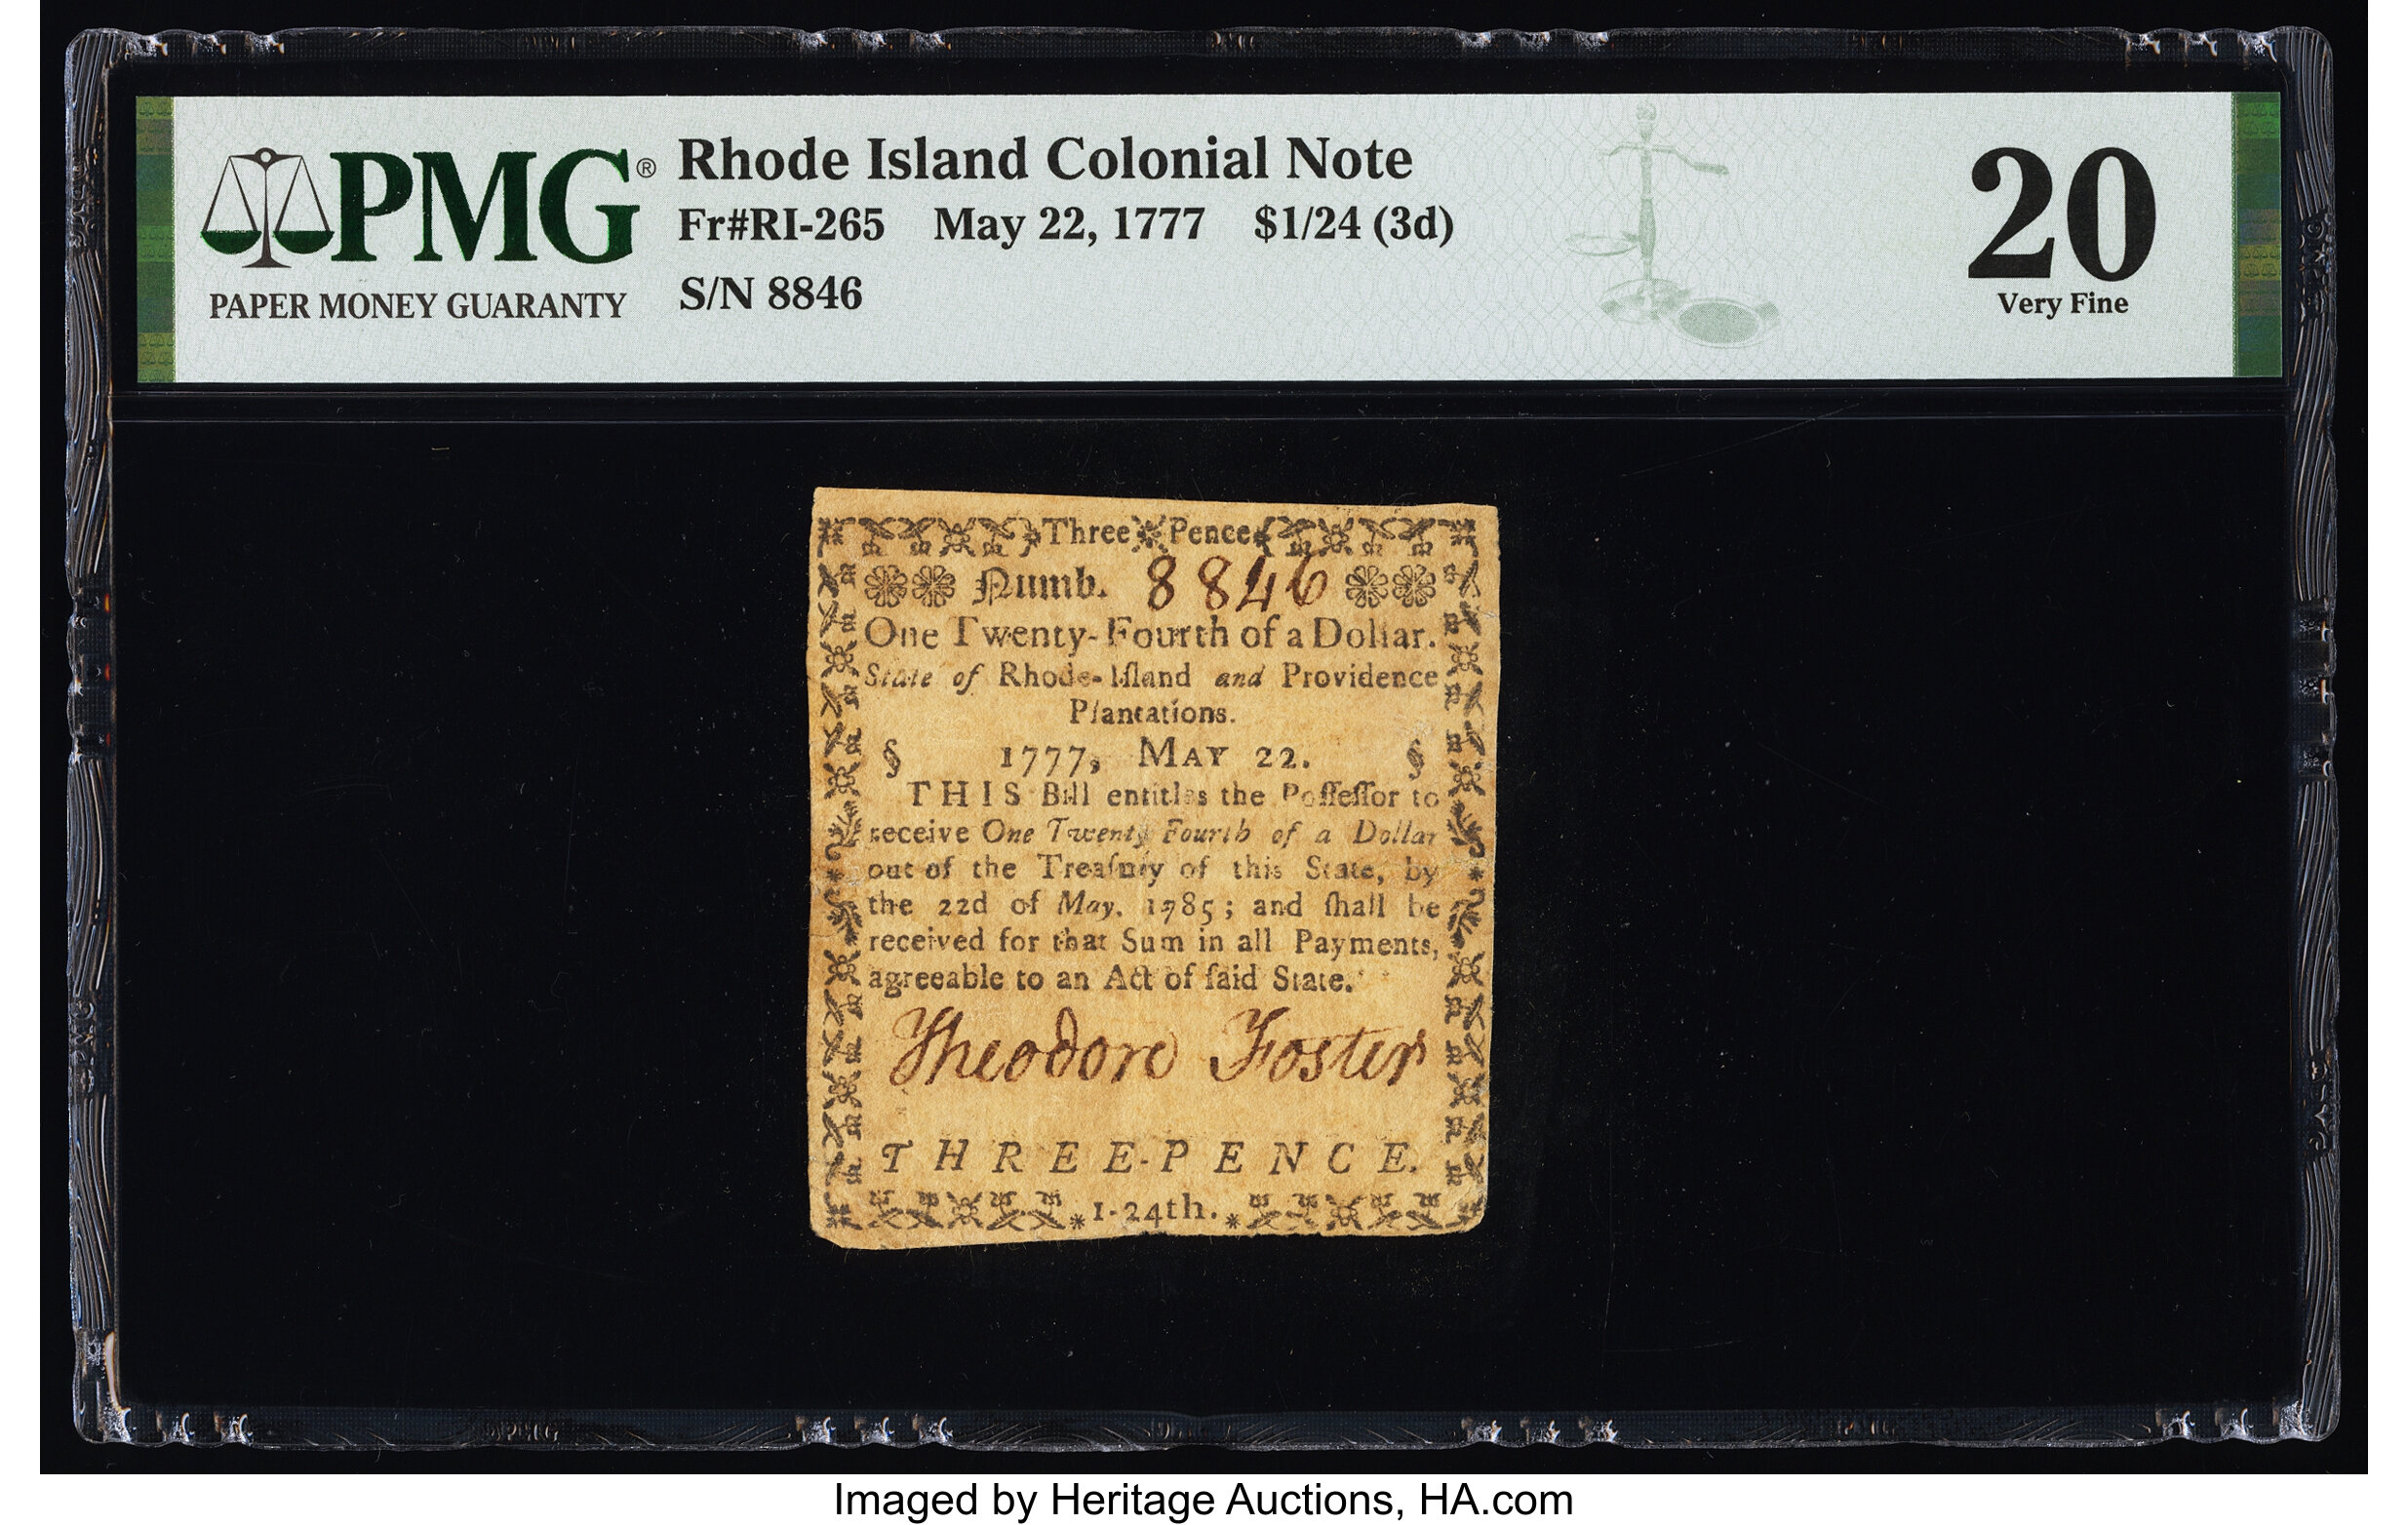 PMG®
PAPER MONEY GUARANTY
Rhode Island Colonial Note
Fr#RI-265 May 22, 1777 $1/24 (3d)
S/N 8846
20
Very Fine
Three Pence
Numb. 8846
One Twenty-Fourth of a Dollar.
State of Rhode-Iſland and Providence
Plantations.
§ 1777, MAY 22. §
THIS Bill entitles the Poſſeſſor to
receive One Twenty Fourth of a Dollar
out of the Treaſury of this State, by
the 22d of May, 1785; and ſhall be
received for that Sum in all Payments,
agreeable to an Act of ſaid State.
Theodore Foster
THREE-PENCE.
*1-24th.*
Imaged by Heritage Auctions, HA.com